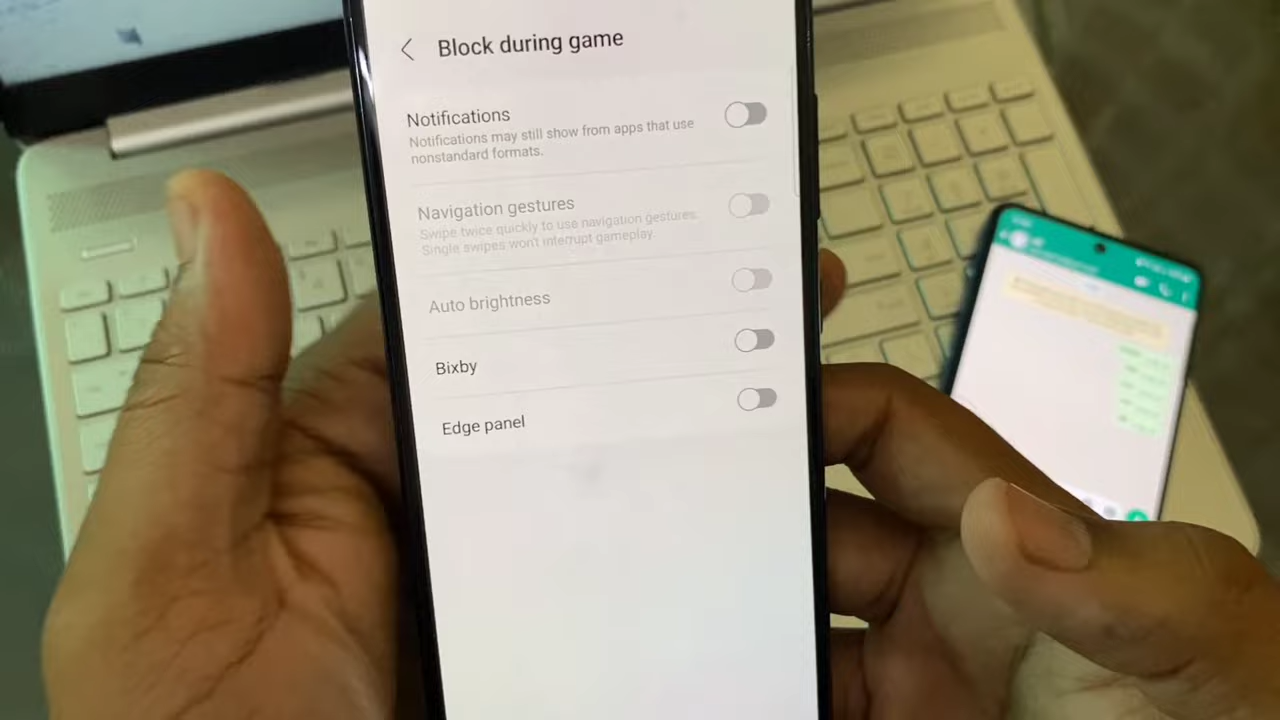 Block during game
Notifications
Notifications may still show from apps that use
nonstandard formats.
Navigation gestures
Swipe twice quickly to use navigation gestures.
Single swipes won't interrupt gameplay.
Auto brightness
Bixby
Edge panel